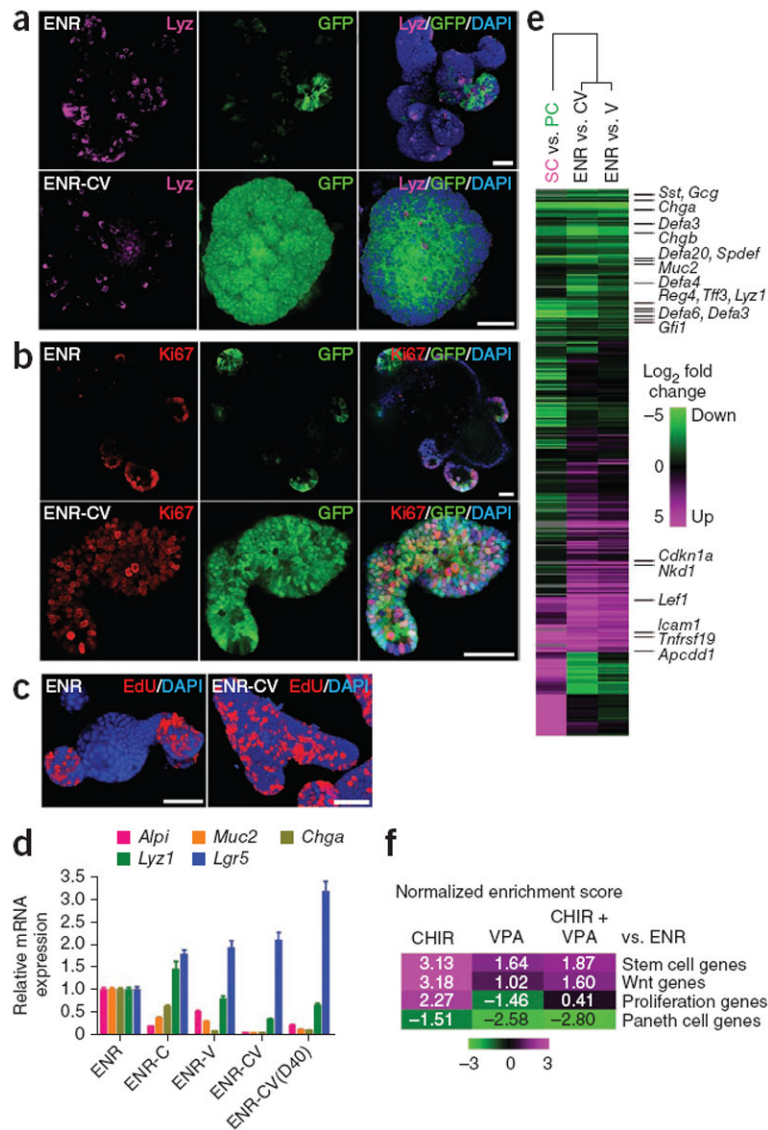 a
ENR Lyz
GFP
Lyz/GFP/DAPI
ENR-CV Lyz
GFP
Lyz/GFP/DAPI
b
ENR Ki67
GFP
Ki67/GFP/DAPI
ENR-CV Ki67
GFP
Ki67/GFP/DAPI
c
ENR EdU/DAPI
ENR-CV EdU/DAPI
d
Alpi Muc2 Chga
Lyz1 Lgr5
Relative mRNA
expression
3.5
3.0
2.5
2.0
1.5
1.0
0.5
0
ENR
ENR-C
ENR-V
ENR-CV
ENR-CV(D40)
e
SC vs. PC
ENR vs. CV
ENR vs. V
Sst, Gcg
Chga
Defa3
Chgb
Defa20, Spdef
Muc2
Defa4
Reg4, Tff3, Lyz1
Defa6, Defa3
Gfi1
Log2 fold
change
–5 Down
0
5 Up
Cdkn1a
Nkd1
Lef1
Icam1
Tnfrsf19
Apcdd1
f
Normalized enrichment score
CHIR VPA CHIR + VPA vs. ENR
3.13 1.64 1.87 Stem cell genes
3.18 1.02 1.60 Wnt genes
2.27 –1.46 0.41 Proliferation genes
–1.51 –2.58 –2.80 Paneth cell genes
–3 0 3